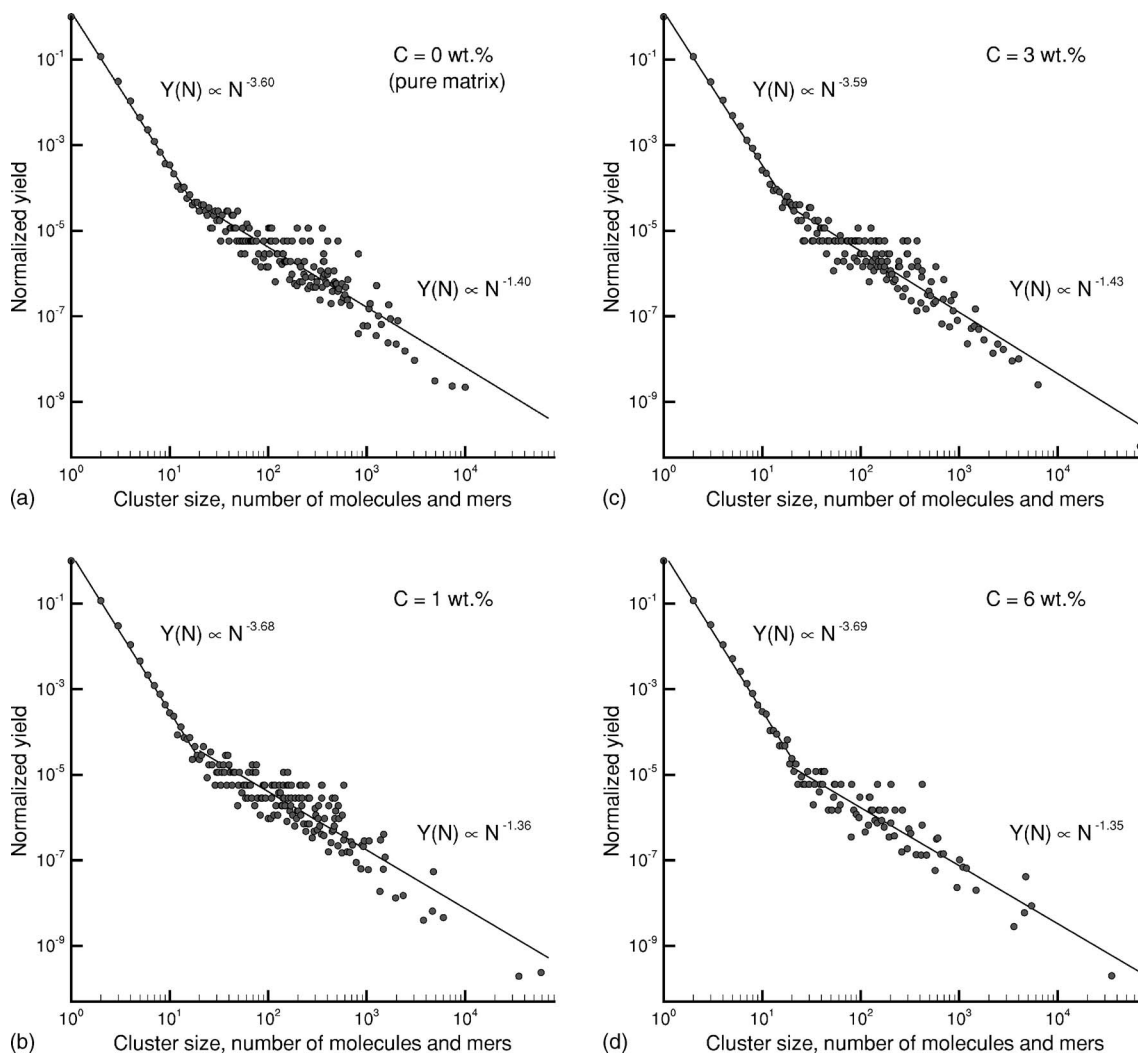 C = 0 wt.%
(pure matrix)
Y(N) ∝ N^-3.60
Y(N) ∝ N^-1.40
Normalized yield
10^-1
10^-3
10^-5
10^-7
10^-9
10^0 10^1 10^2 10^3 10^4
(a) Cluster size, number of molecules and mers
C = 3 wt.%
Y(N) ∝ N^-3.59
Y(N) ∝ N^-1.43
Normalized yield
10^-1
10^-3
10^-5
10^-7
10^-9
10^0 10^1 10^2 10^3 10^4
(c) Cluster size, number of molecules and mers
C = 1 wt.%
Y(N) ∝ N^-3.68
Y(N) ∝ N^-1.36
Normalized yield
10^-1
10^-3
10^-5
10^-7
10^-9
10^0 10^1 10^2 10^3 10^4
(b) Cluster size, number of molecules and mers
C = 6 wt.%
Y(N) ∝ N^-3.69
Y(N) ∝ N^-1.35
Normalized yield
10^-1
10^-3
10^-5
10^-7
10^-9
10^0 10^1 10^2 10^3 10^4
(d) Cluster size, number of molecules and mers